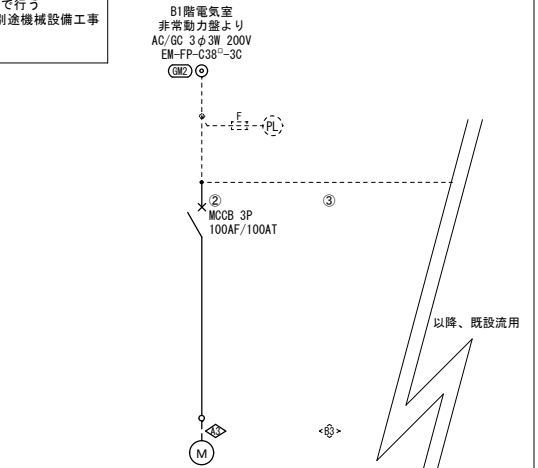 で行う
別途機械設備工事
B1階電気室
非常動力盤より
AC/GC 3φ3W 200V
EM-FP-C38□-3C
GM2
F
PL
②
③
MCCB 3P
100AF/100AT
以降、既設流用
A3
B3
M